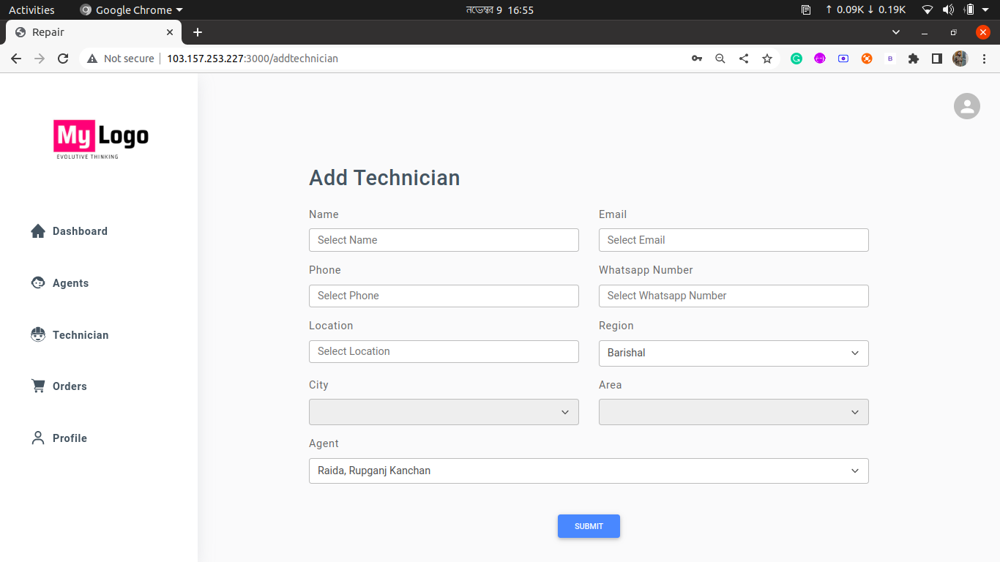 Activities Google Chrome নভেম্বর 9 16:55 ↑ 0.09K ↓ 0.19K
Repair
Not secure 103.157.253.227:3000/addtechnician
My Logo
EVOLUTIVE THINKING
Dashboard
Agents
Technician
Orders
Profile
Add Technician
Name Email
Select Name Select Email
Phone Whatsapp Number
Select Phone Select Whatsapp Number
Location Region
Select Location Barishal
City Area
Agent
Raida, Rupganj Kanchan
SUBMIT